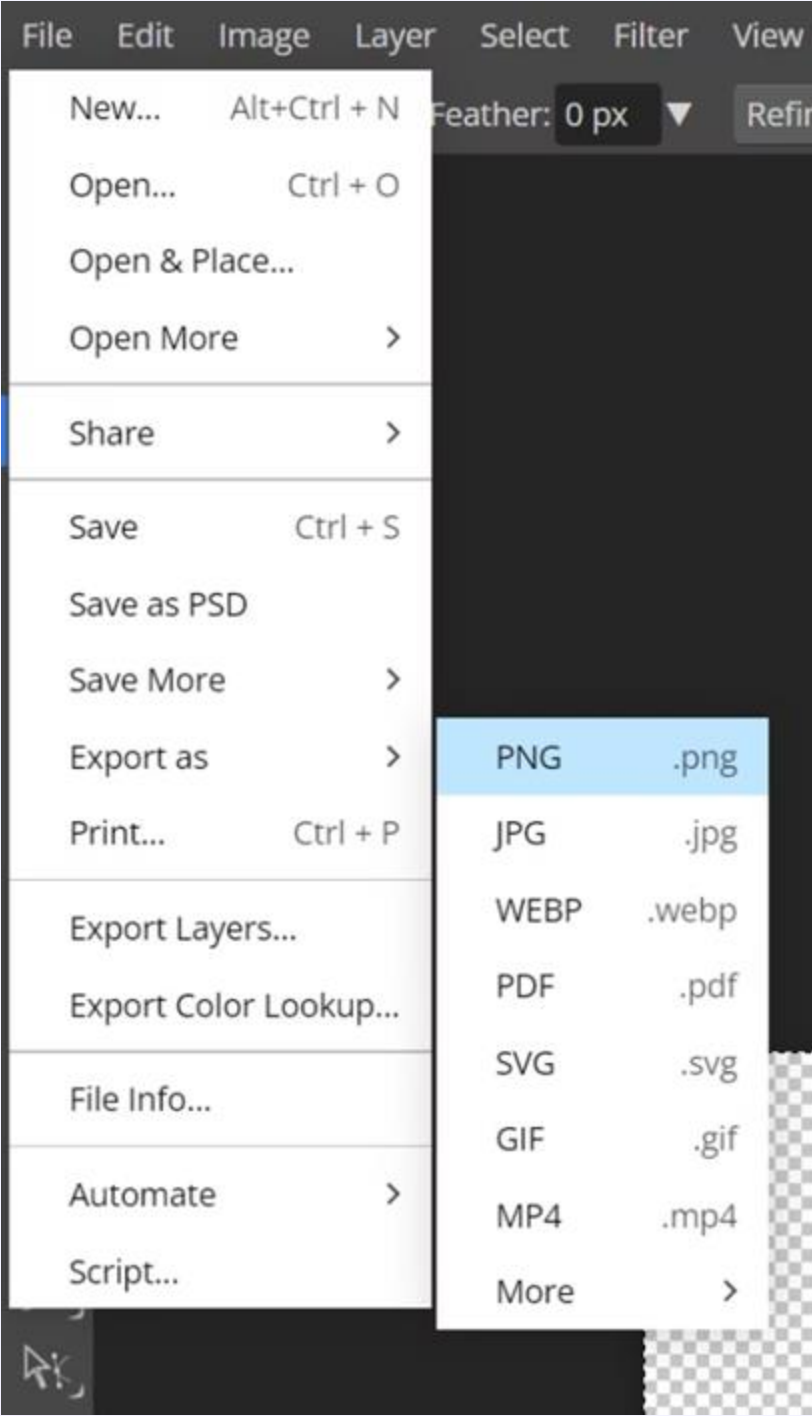 File Edit Image Layer Select Filter View
New... Alt+Ctrl + N
Feather: 0 px
Open... Ctrl + O
Open & Place...
Open More
Share
Save Ctrl + S
Save as PSD
Save More
Export as
Print... Ctrl + P
Export Layers...
Export Color Lookup...
File Info...
Automate
Script...
PNG .png
JPG .jpg
WEBP .webp
PDF .pdf
SVG .svg
GIF .gif
MP4 .mp4
More